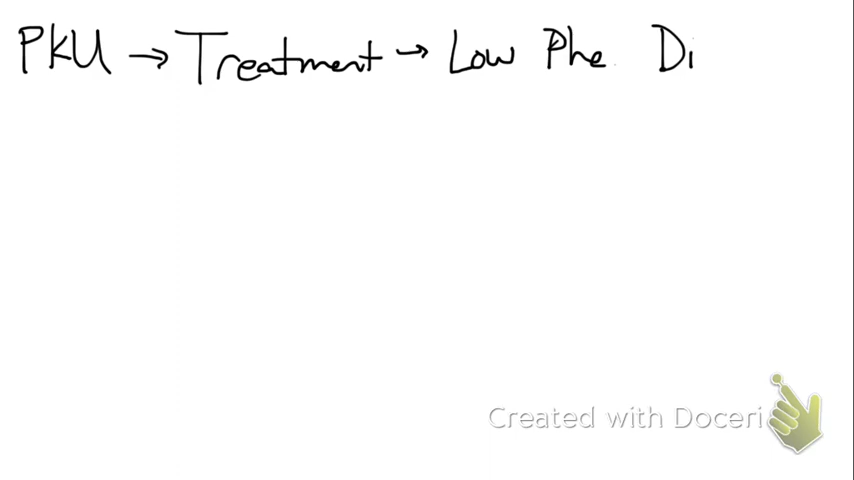 PKU → Treatment → Low Phe Di
Created with Doceri